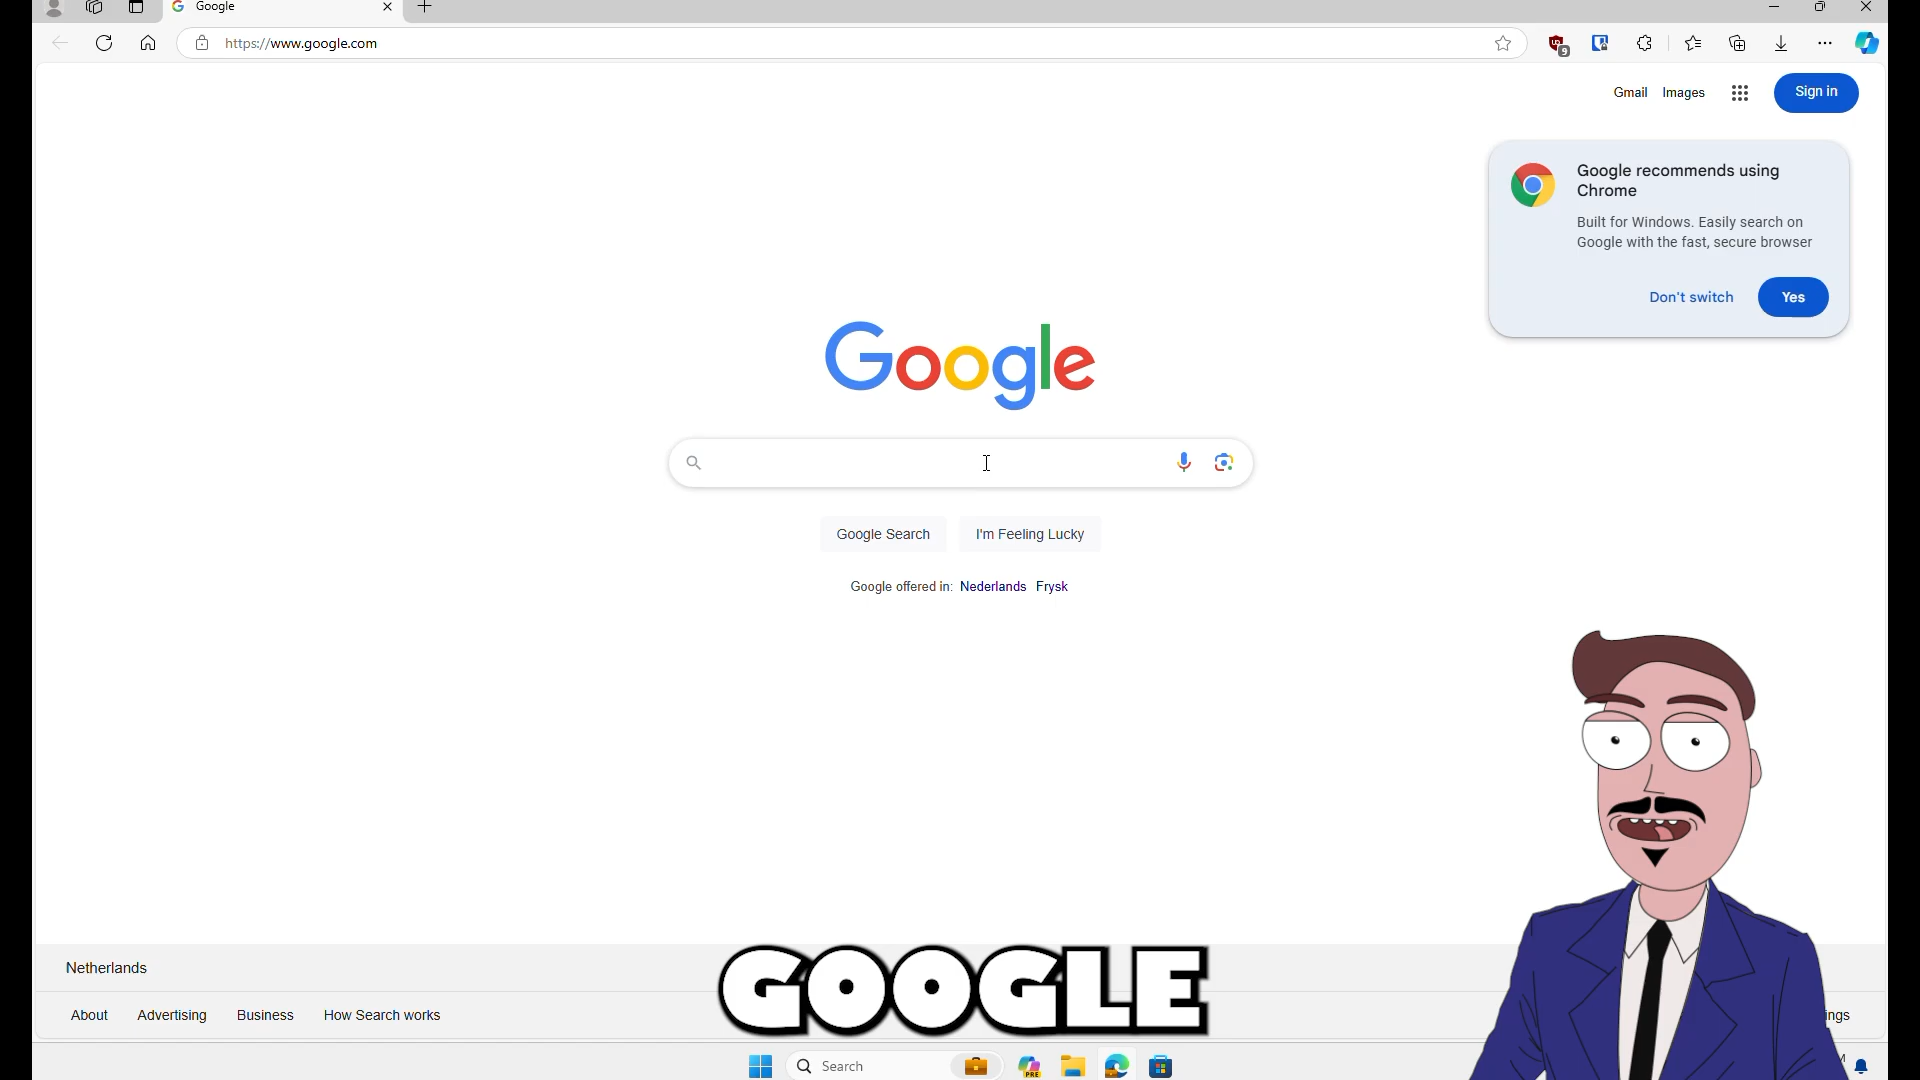 Google
https://www.google.com
9
Gmail Images
Sign in
Google recommends using
Chrome
Built for Windows. Easily search on
Google with the fast, secure browser
Don't switch Yes
Google
Google Search I'm Feeling Lucky
Google offered in: Nederlands Frysk
Netherlands
GOOGLE
About Advertising Business How Search works
ings
Search
PRE
M